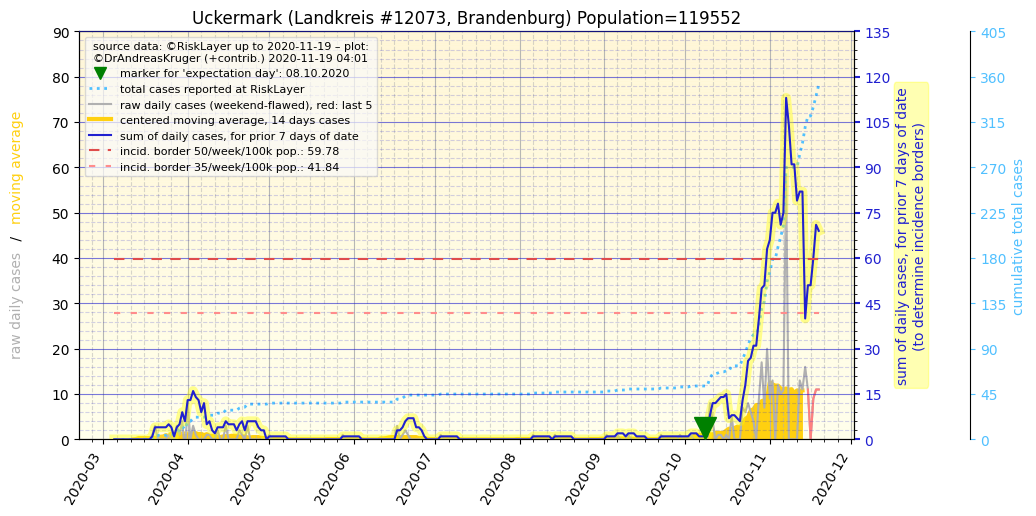 Uckermark (Landkreis #12073, Brandenburg) Population=119552
source data: ©RiskLayer up to 2020-11-19 – plot:
©DrAndreasKruger (+contrib.) 2020-11-19 04:01
marker for 'expectation day': 08.10.2020
total cases reported at RiskLayer
raw daily cases (weekend-flawed), red: last 5
centered moving average, 14 days cases
sum of daily cases, for prior 7 days of date
incid. border 50/week/100k pop.: 59.78
incid. border 35/week/100k pop.: 41.84
raw daily cases / moving average
90
80
70
60
50
40
30
20
10
0
2020-03
2020-04
2020-05
2020-06
2020-07
2020-08
2020-09
2020-10
2020-11
2020-12
135
120
105
90
75
60
45
30
15
0
sum of daily cases, for prior 7 days of date
(to determine incidence borders)
405
360
315
270
225
180
135
90
45
0
cumulative total cases